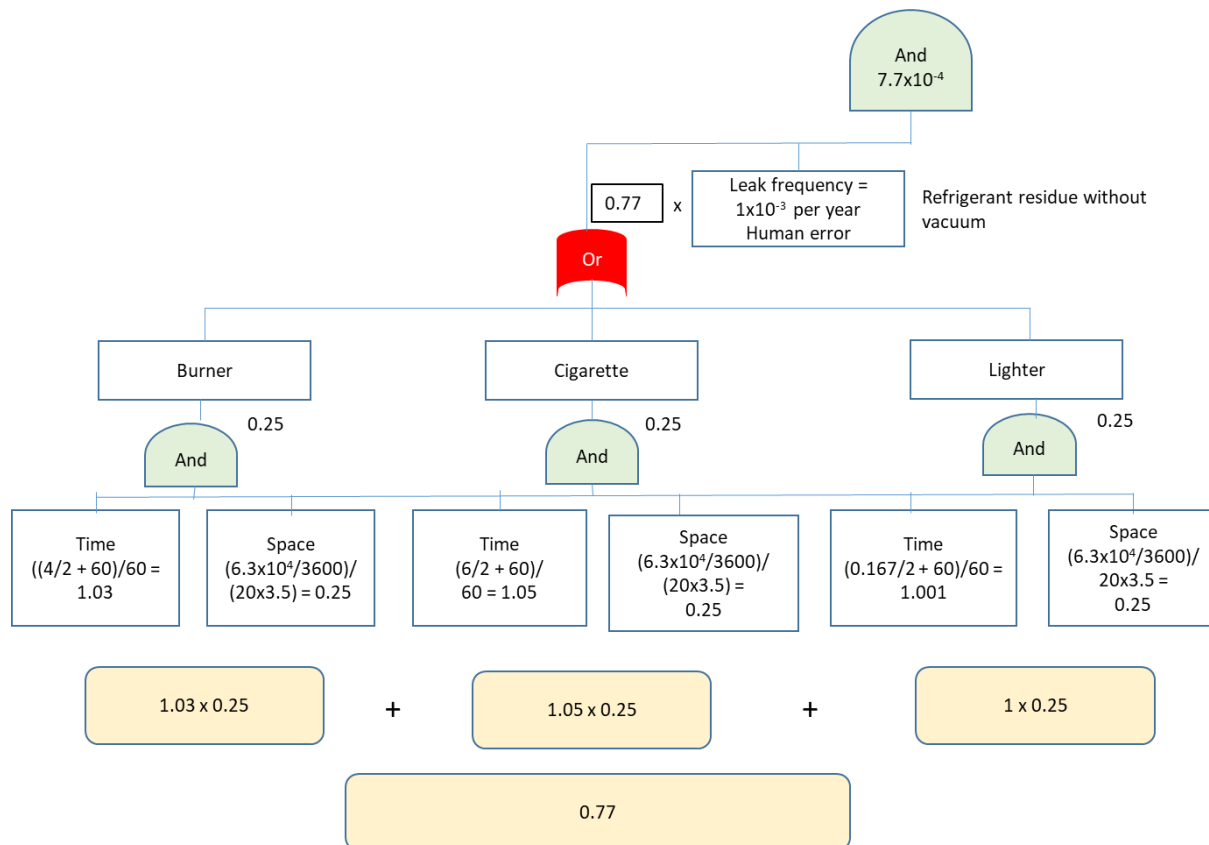 And
7.7x10⁻⁴
0.77
x
Leak frequency =
1x10⁻³ per year
Human error
Refrigerant residue without
vacuum
Or
Burner
Cigarette
Lighter
0.25
0.25
0.25
And
And
And
Time
((4/2 + 60)/60 =
1.03
Space
(6.3x10⁴/3600)/
(20x3.5) = 0.25
Time
(6/2 + 60)/
60 = 1.05
Space
(6.3x10⁴/3600)/
(20x3.5) =
0.25
Time
(0.167/2 + 60)/60
= 1.001
Space
(6.3x10⁴/3600)/
20x3.5 =
0.25
1.03 x 0.25
+
1.05 x 0.25
+
1 x 0.25
0.77